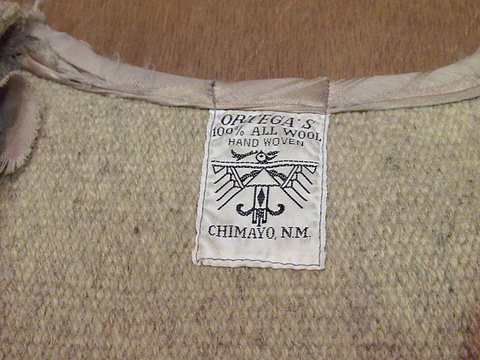 ORTEGA'S
100% ALL WOOL
HAND WOVEN
CHIMAYO, N.M.